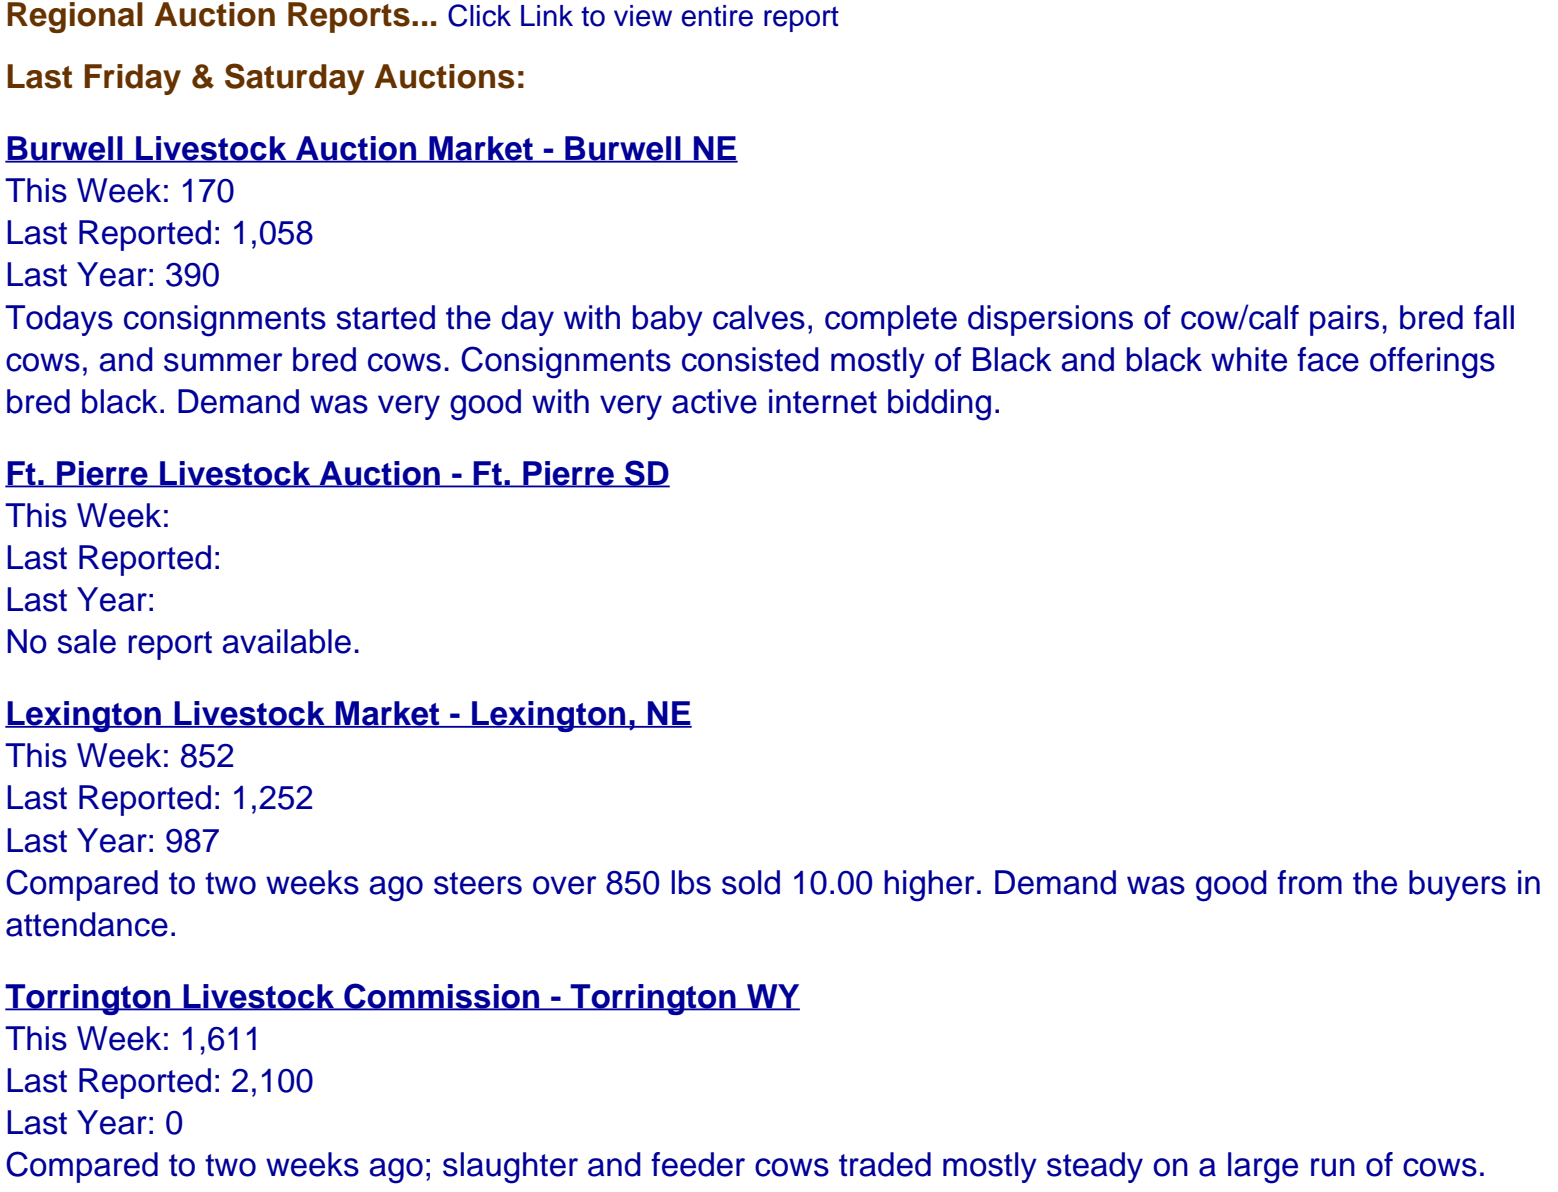 Regional Auction Reports... Click Link to view entire report
Last Friday & Saturday Auctions:
Burwell Livestock Auction Market - Burwell NE
This Week: 170
Last Reported: 1,058
Last Year: 390
Todays consignments started the day with baby calves, complete dispersions of cow/calf pairs, bred fall
cows, and summer bred cows. Consignments consisted mostly of Black and black white face offerings
bred black. Demand was very good with very active internet bidding.
Ft. Pierre Livestock Auction - Ft. Pierre SD
This Week:
Last Reported:
Last Year:
No sale report available.
Lexington Livestock Market - Lexington, NE
This Week: 852
Last Reported: 1,252
Last Year: 987
Compared to two weeks ago steers over 850 lbs sold 10.00 higher. Demand was good from the buyers in
attendance.
Torrington Livestock Commission - Torrington WY
This Week: 1,611
Last Reported: 2,100
Last Year: 0
Compared to two weeks ago; slaughter and feeder cows traded mostly steady on a large run of cows.